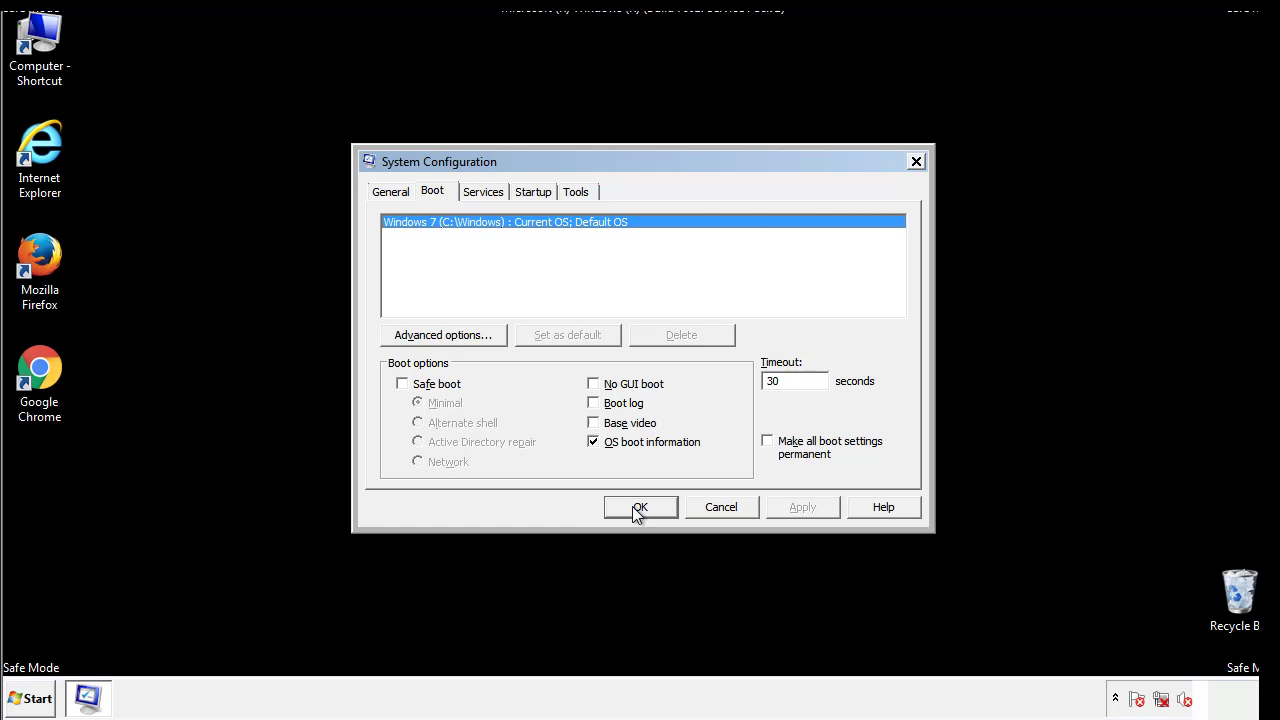 Computer -
Shortcut
Internet
Explorer
Mozilla
Firefox
Google
Chrome
System Configuration
General
Boot
Services
Startup
Tools
Windows 7 (C:\Windows) : Current OS; Default OS
Advanced options...
Set as default
Delete
Boot options
Safe boot
Minimal
Alternate shell
Active Directory repair
Network
No GUI boot
Boot log
Base video
OS boot information
Timeout:
30 seconds
Make all boot settings
permanent
OK
Cancel
Apply
Help
Recycle B
Safe Mode
Safe M
Start